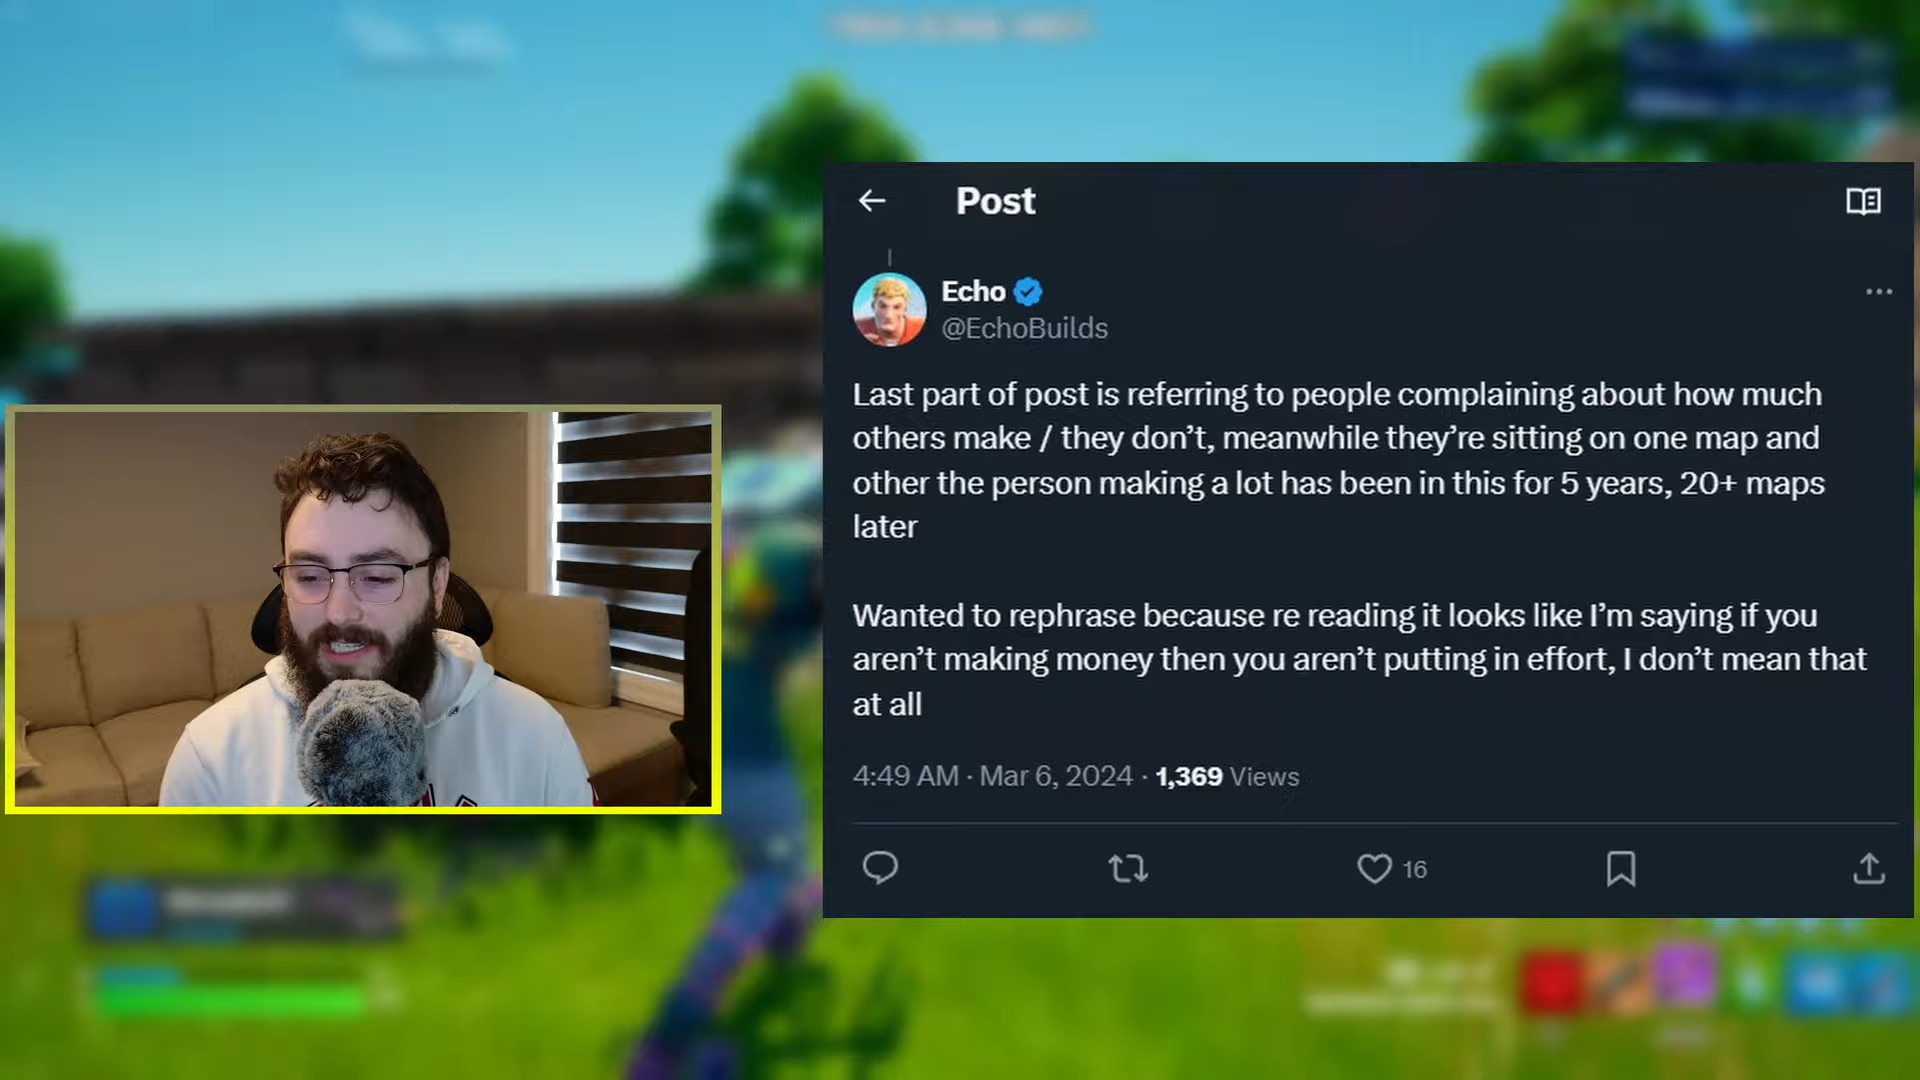 Post
Echo
@EchoBuilds
Last part of post is referring to people complaining about how much
others make / they don’t, meanwhile they’re sitting on one map and
other the person making a lot has been in this for 5 years, 20+ maps
later
Wanted to rephrase because re reading it looks like I’m saying if you
aren’t making money then you aren’t putting in effort, I don’t mean that
at all
4:49 AM · Mar 6, 2024 · 1,369 Views
16